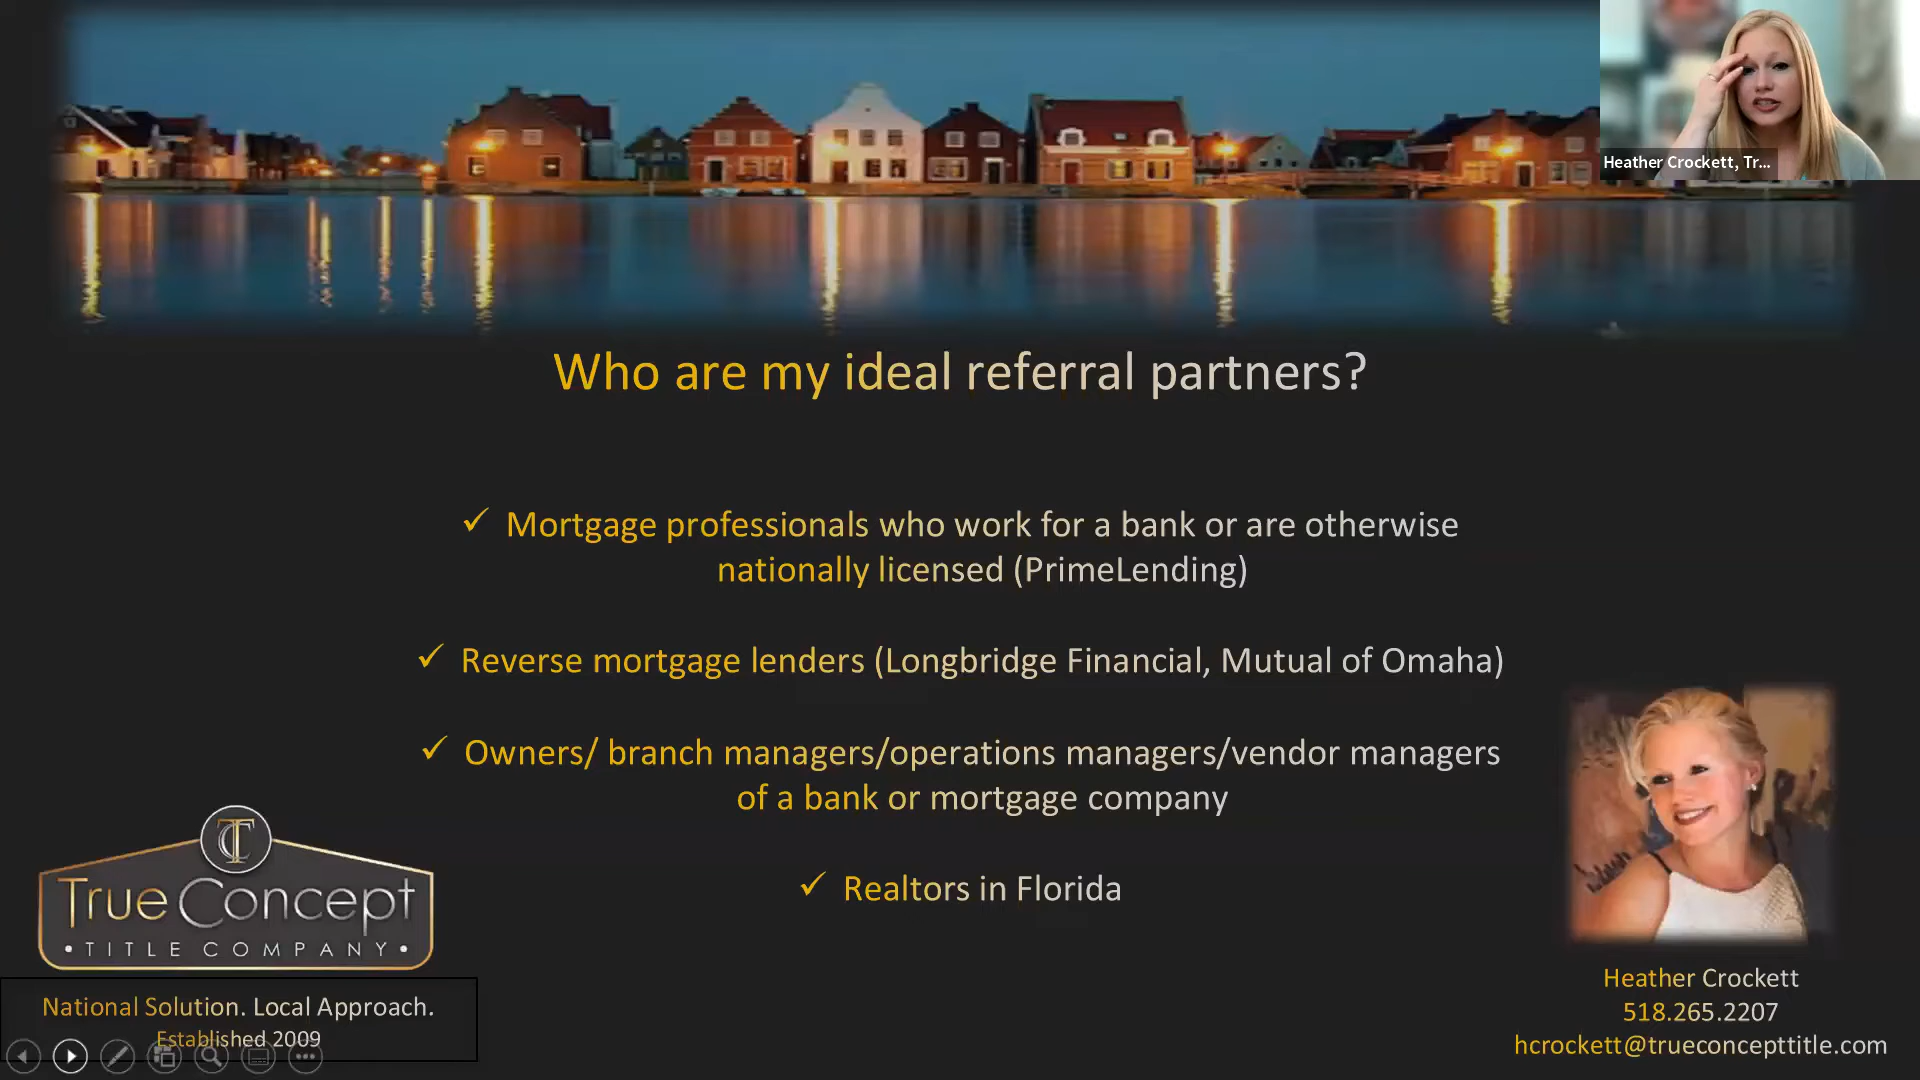 Heather Crockett, Tr...
Who are my ideal referral partners?
✓ Mortgage professionals who work for a bank or are otherwise
nationally licensed (PrimeLending)
✓ Reverse mortgage lenders (Longbridge Financial, Mutual of Omaha)
✓ Owners/ branch managers/operations managers/vendor managers
of a bank or mortgage company
✓ Realtors in Florida
TC
True Concept
• TITLE COMPANY •
National Solution. Local Approach.
Established 2009
Heather Crockett
518.265.2207
hcrockett@trueconcepttitle.com